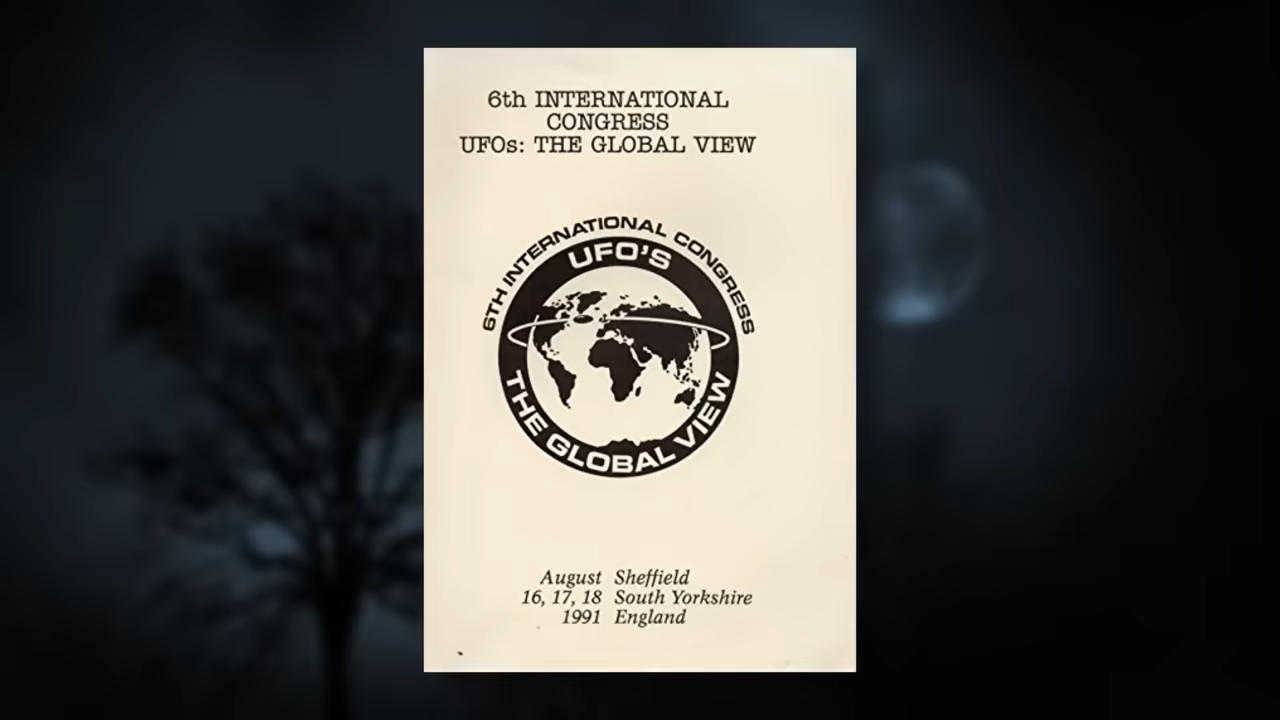 6th INTERNATIONAL
CONGRESS
UFOs: THE GLOBAL VIEW
6TH INTERNATIONAL CONGRESS
UFO'S
THE GLOBAL VIEW
August Sheffield
16, 17, 18 South Yorkshire
1991 England